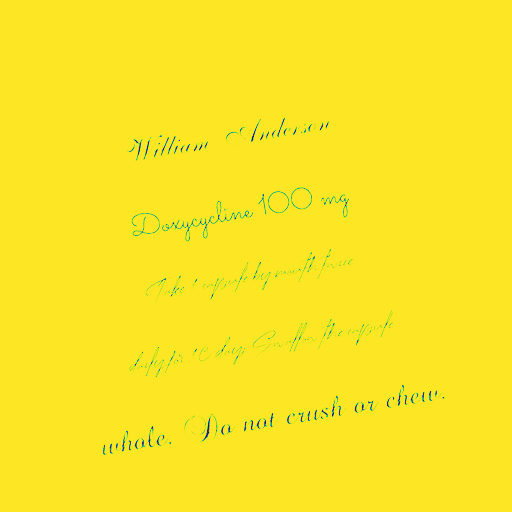 William Anderson
Doxycycline 100 mg
Take 1 capsule by mouth twice
daily for 10 days. Swallow the capsule
whole. Do not crush or chew.